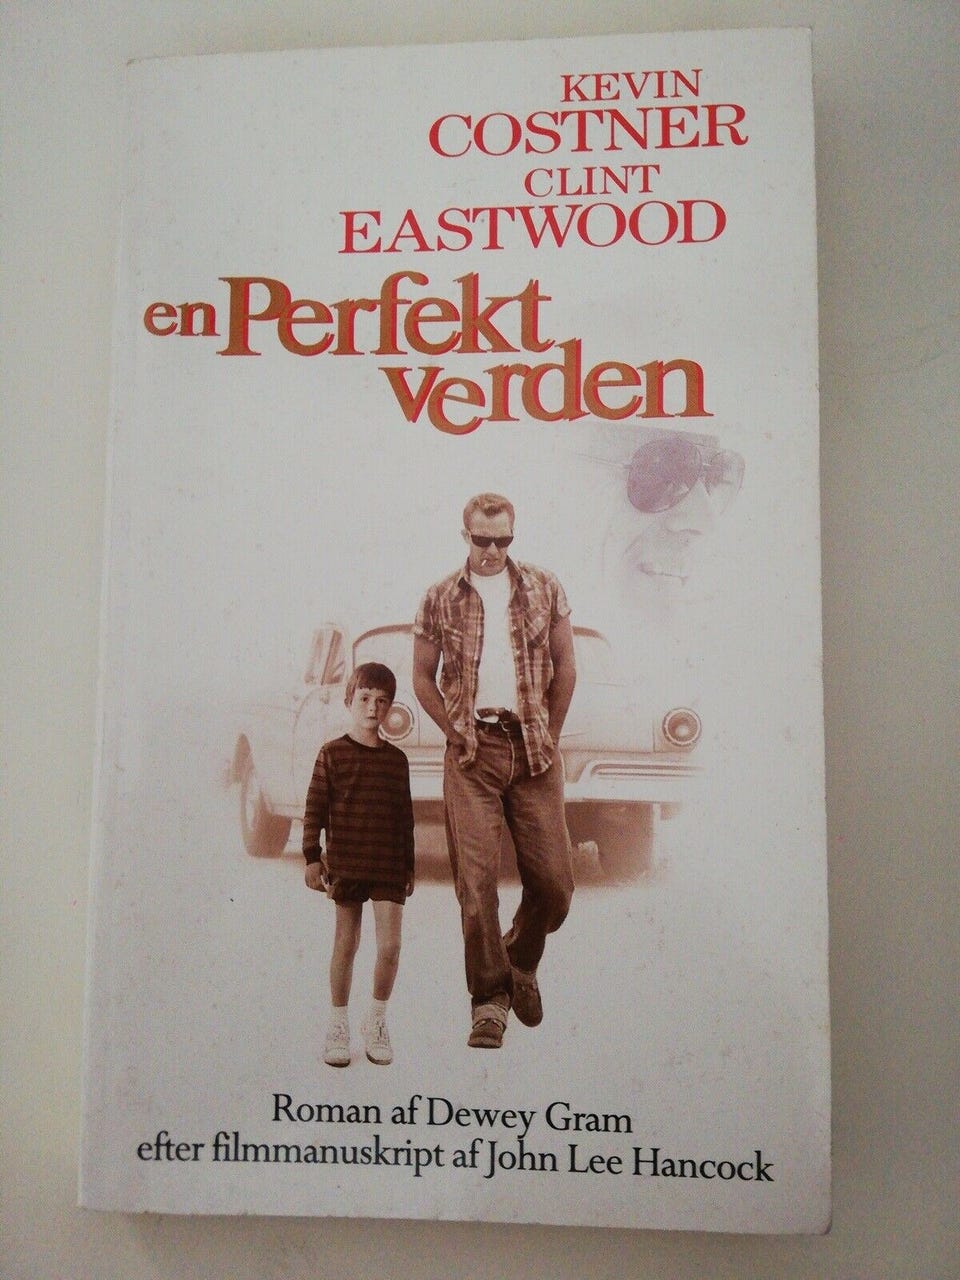 KEVIN
COSTNER
CLINT
EASTWOOD
en Perfekt
verden
Roman af Dewey Gram
efter filmmanuskript af John Lee Hancock